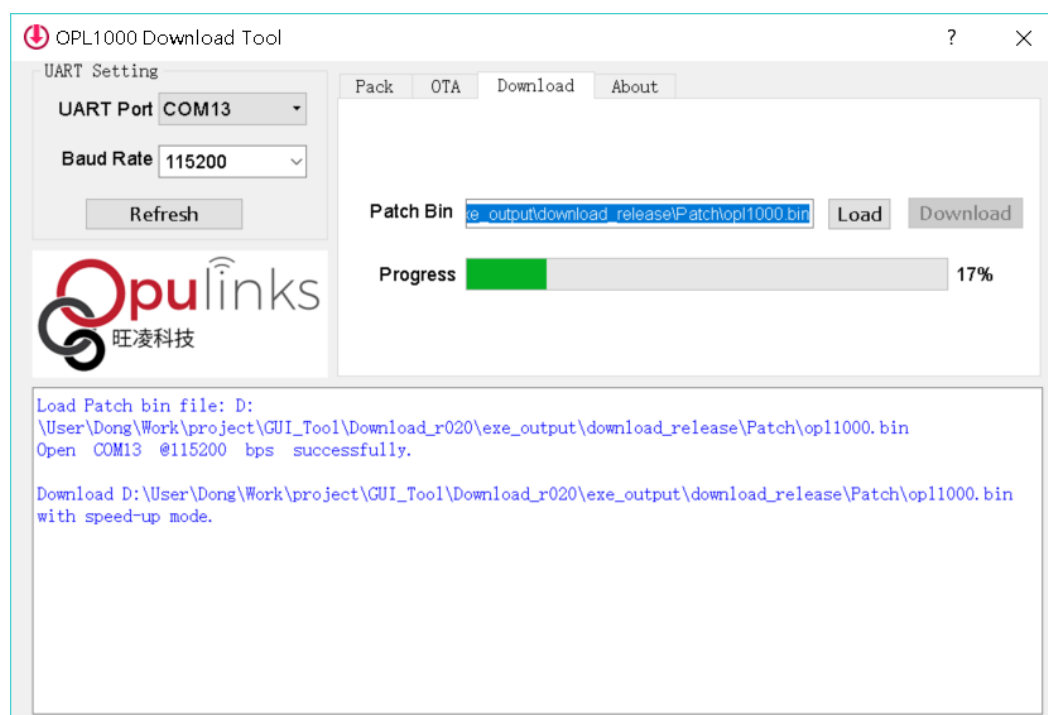 OPL1000 Download Tool
?
UART Setting
UART Port COM13
Baud Rate 115200
Refresh
Pack OTA Download About
Patch Bin xe_output\download_release\Patch\opl1000.bin Load Download
Progress 17%
Opulinks
旺凌科技
Load Patch bin file: D:
\User\Dong\Work\project\GUI_Tool\Download_r020\exe_output\download_release\Patch\opl1000.bin
Open COM13 @115200 bps successfully.
Download D:\User\Dong\Work\project\GUI_Tool\Download_r020\exe_output\download_release\Patch\opl1000.bin
with speed-up mode.